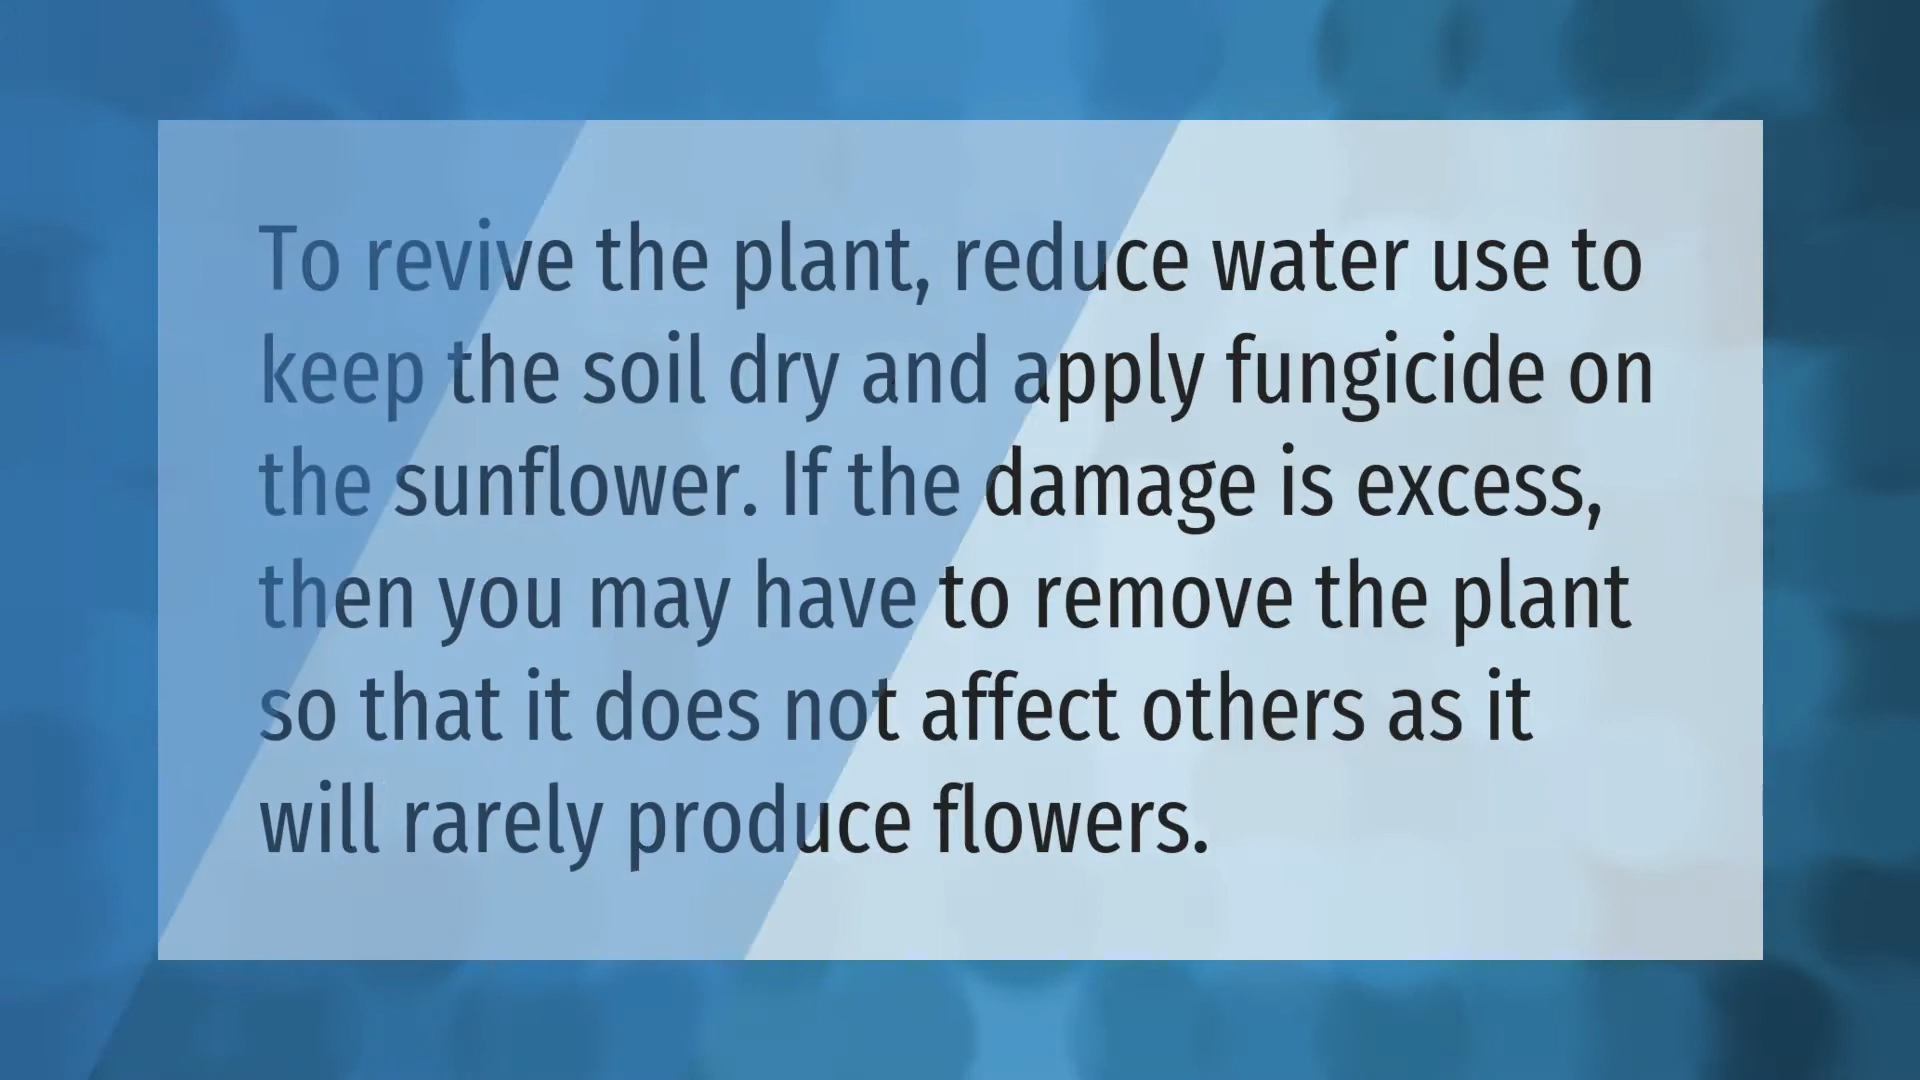 To revive the plant, reduce water use to
keep the soil dry and apply fungicide on
the sunflower. If the damage is excess,
then you may have to remove the plant
so that it does not affect others as it
will rarely produce flowers.